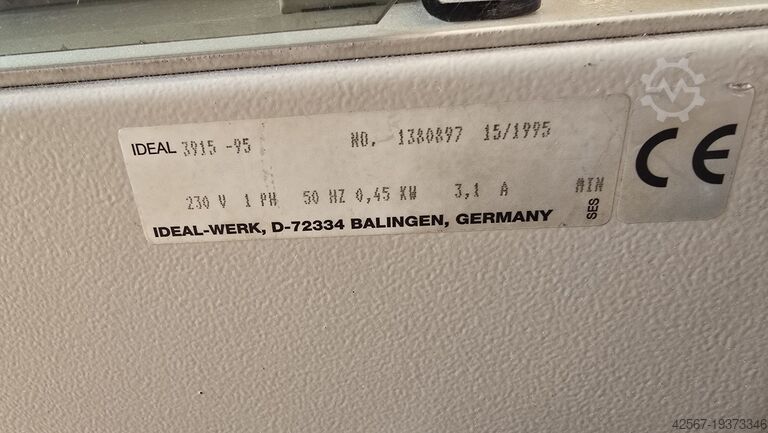 IDEAL 3915 -95 NO. 1380897 15/1995
230 V 1 PH 50 HZ 0,45 KW 3,1 A MIN
SES
IDEAL-WERK, D-72334 BALINGEN, GERMANY
CE
42567-19373346